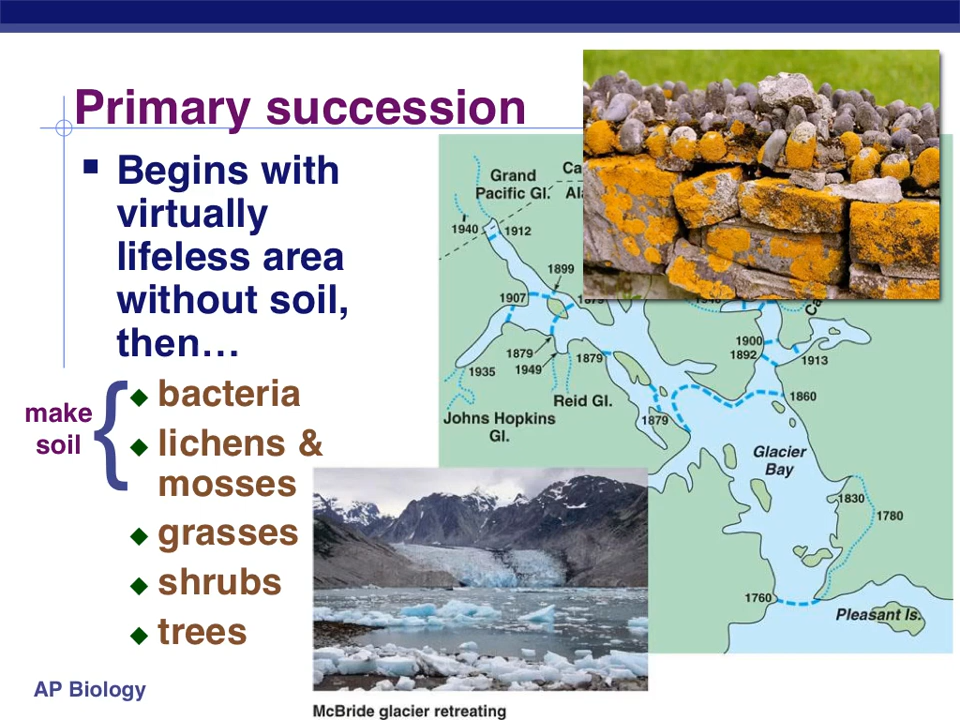 Primary succession
Begins with
virtually
lifeless area
without soil,
then…
make
soil
{
bacteria
lichens &
mosses
grasses
shrubs
trees
AP Biology
Grand
Pacific Gl.
1940
1912
1899
1907
1879
1949
1879
1935
Reid Gl.
Johns Hopkins
Gl.
1879
1900
1892
1913
1860
Glacier
Bay
1830
1780
1760
Pleasant Is.
McBride glacier retreating